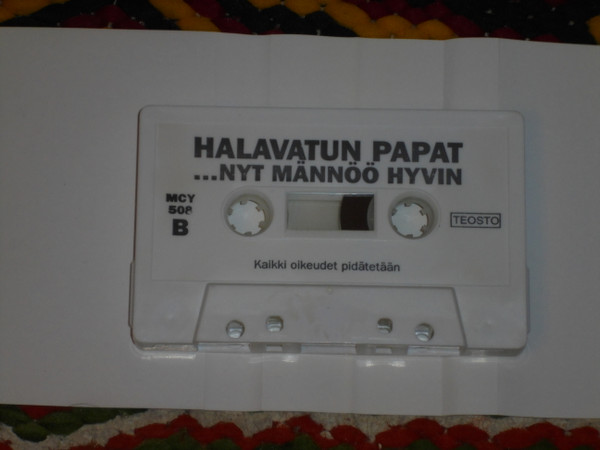 HALAVATUN PAPAT
...NYT MÄNNÖÖ HYVIN
MCY
508
B
TEOSTO
Kaikki oikeudet pidätetään